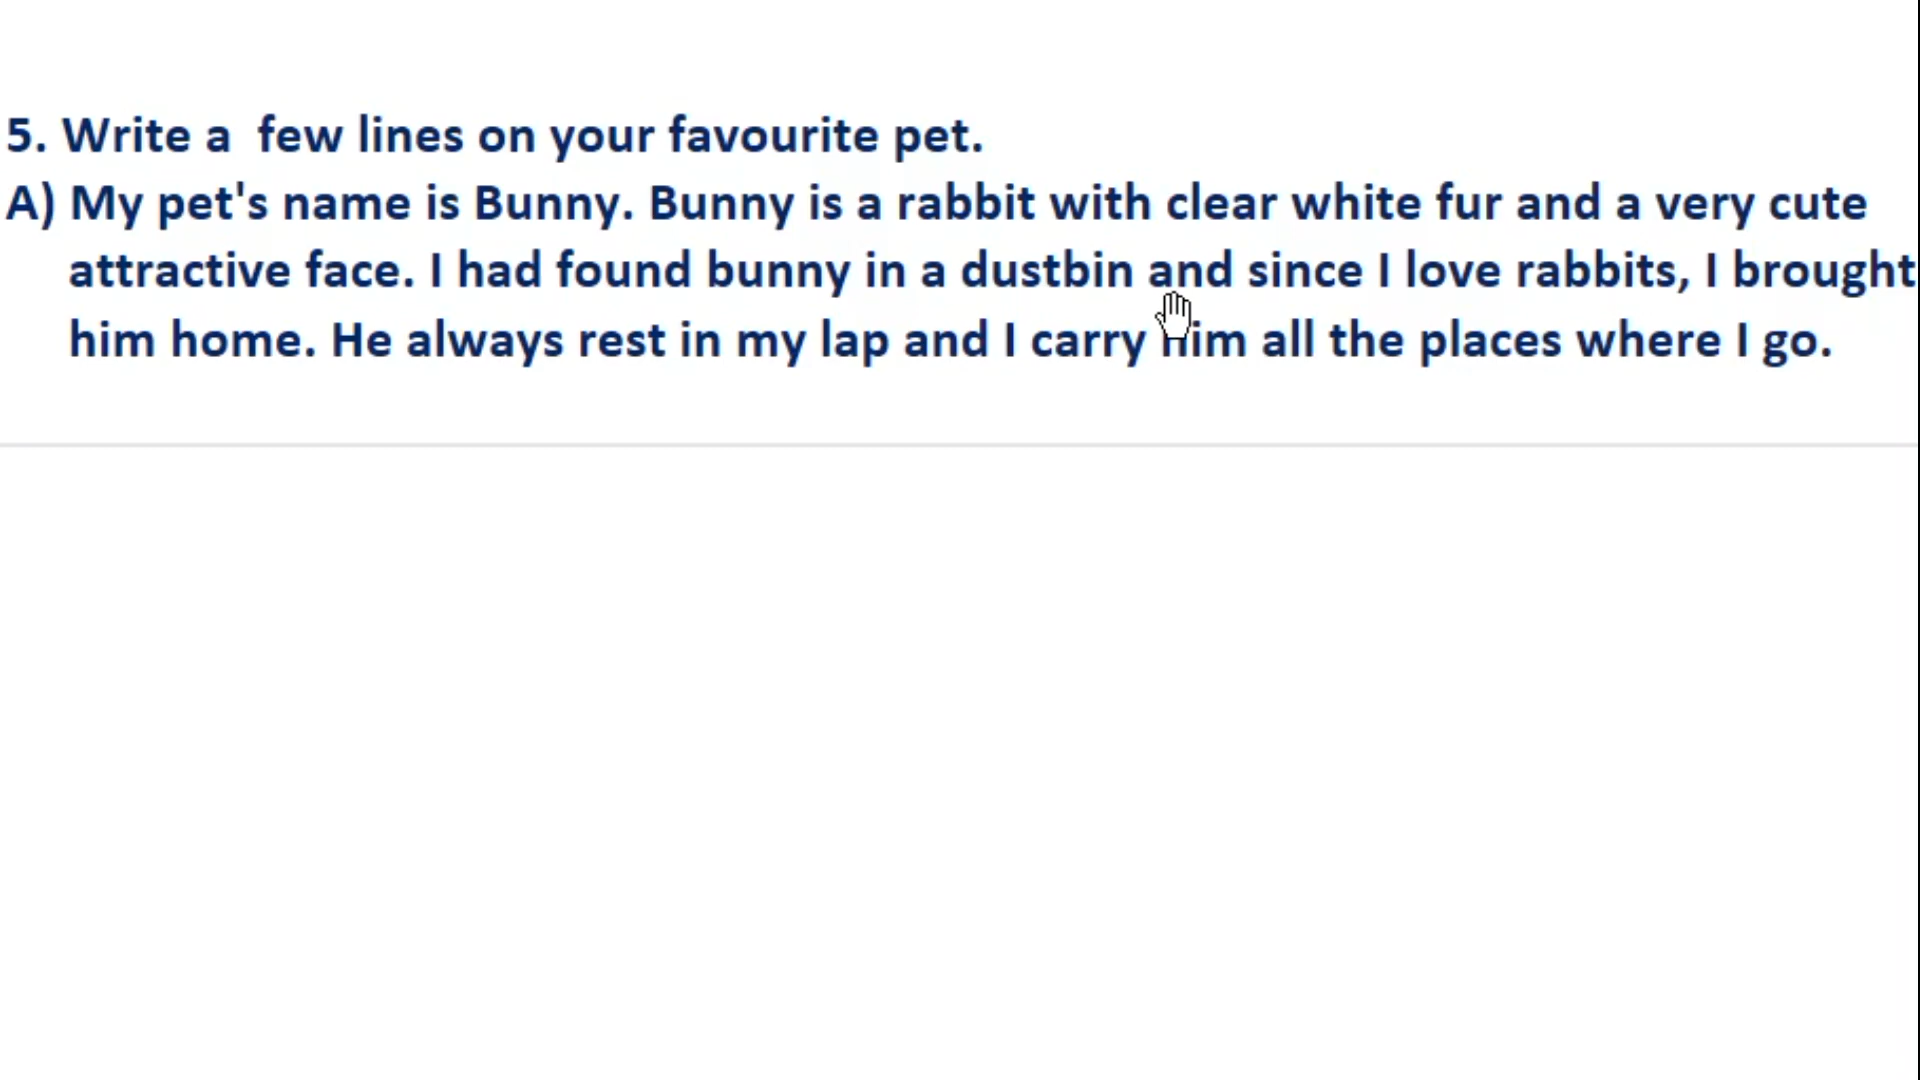 5. Write a  few lines on your favourite pet.
A) My pet's name is Bunny. Bunny is a rabbit with clear white fur and a very cute
attractive face. I had found bunny in a dustbin and since I love rabbits, I brought
him home. He always rest in my lap and I carry him all the places where I go.